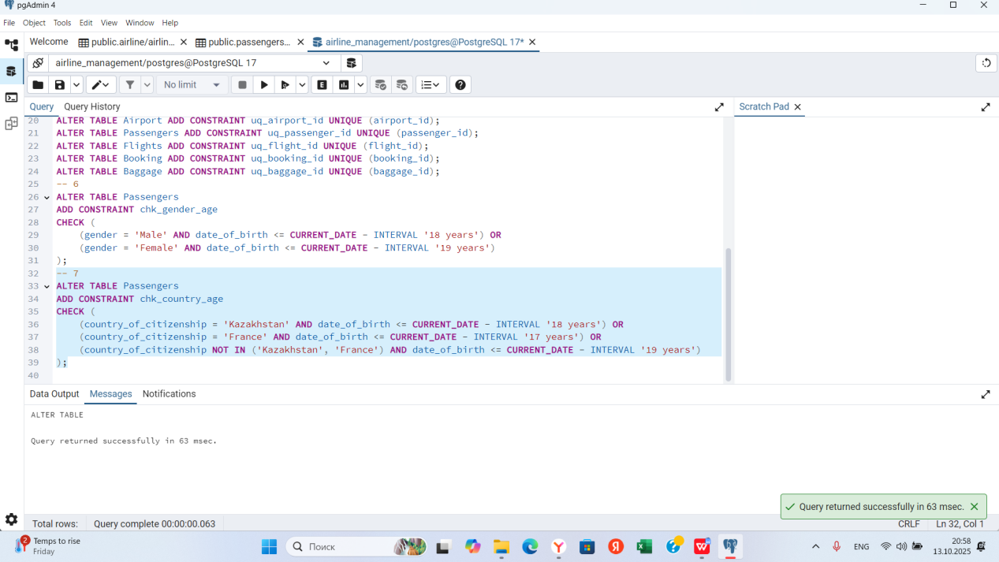 pgAdmin 4
File Object Tools Edit View Window Help
Welcome public.airline/airlin... public.passengers... airline_management/postgres@PostgreSQL 17*
airline_management/postgres@PostgreSQL 17
No limit
E
Query Query History
Scratch Pad
20 ALTER TABLE Airport ADD CONSTRAINT uq_airport_id UNIQUE (airport_id);
21 ALTER TABLE Passengers ADD CONSTRAINT uq_passenger_id UNIQUE (passenger_id);
22 ALTER TABLE Flights ADD CONSTRAINT uq_flight_id UNIQUE (flight_id);
23 ALTER TABLE Booking ADD CONSTRAINT uq_booking_id UNIQUE (booking_id);
24 ALTER TABLE Baggage ADD CONSTRAINT uq_baggage_id UNIQUE (baggage_id);
25 -- 6
26 ALTER TABLE Passengers
27 ADD CONSTRAINT chk_gender_age
28 CHECK (
29 (gender = 'Male' AND date_of_birth <= CURRENT_DATE - INTERVAL '18 years') OR
30 (gender = 'Female' AND date_of_birth <= CURRENT_DATE - INTERVAL '19 years')
31 );
32 -- 7
33 ALTER TABLE Passengers
34 ADD CONSTRAINT chk_country_age
35 CHECK (
36 (country_of_citizenship = 'Kazakhstan' AND date_of_birth <= CURRENT_DATE - INTERVAL '18 years') OR
37 (country_of_citizenship = 'France' AND date_of_birth <= CURRENT_DATE - INTERVAL '17 years') OR
38 (country_of_citizenship NOT IN ('Kazakhstan', 'France') AND date_of_birth <= CURRENT_DATE - INTERVAL '19 years')
39 );
40
Data Output Messages Notifications
ALTER TABLE
Query returned successfully in 63 msec.
Query returned successfully in 63 msec.
Total rows: Query complete 00:00:00.063
CRLF Ln 32, Col 1
2
Temps to rise
Friday
Поиск
ENG
20:58
13.10.2025